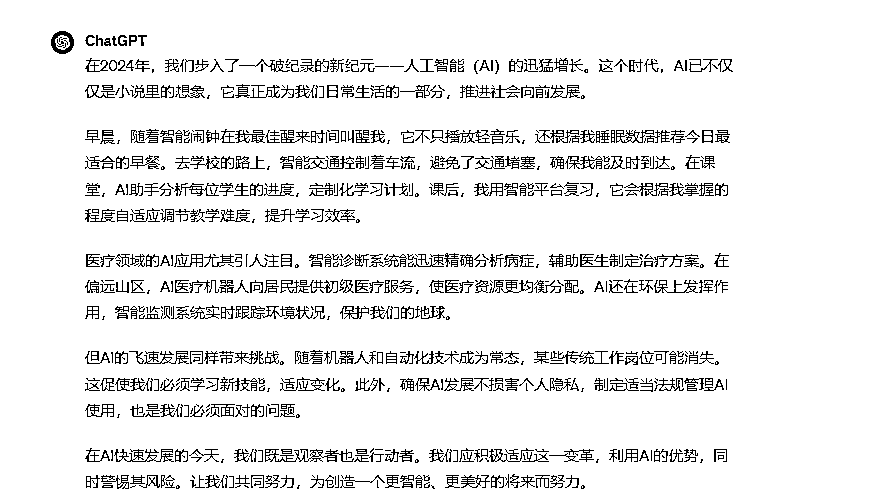 ChatGPT
在2024年，我们步入了一个破纪录的新纪元——人工智能（AI）的迅猛增长。这个时代，AI已不仅
仅是小说里的想象，它真正成为我们日常生活的一部分，推进社会向前发展。
早晨，随着智能闹钟在我最佳醒来时间叫醒我，它不只播放轻音乐，还根据我睡眠数据推荐今日最
适合的早餐。去学校的路上，智能交通控制着车流，避免了交通堵塞，确保我能及时到达。在课
堂，AI助手分析每位学生的进度，定制化学习计划。课后，我用智能平台复习，它会根据我掌握的
程度自适应调节教学难度，提升学习效率。
医疗领域的AI应用尤其引人注目。智能诊断系统能迅速精确分析病症，辅助医生制定治疗方案。在
偏远山区，AI医疗机器人向居民提供初级医疗服务，使医疗资源更均衡分配。AI还在环保上发挥作
用，智能监测系统实时跟踪环境状况，保护我们的地球。
但AI的飞速发展同样带来挑战。随着机器人和自动化技术成为常态，某些传统工作岗位可能消失。
这促使我们必须学习新技能，适应变化。此外，确保AI发展不损害个人隐私，制定适当法规管理AI
使用，也是我们必须面对的问题。
在AI快速发展的今天，我们既是观察者也是行动者。我们应积极适应这一变革，利用AI的优势，同
时警惕其风险。让我们共同努力，为创造一个更智能、更美好的将来而努力。